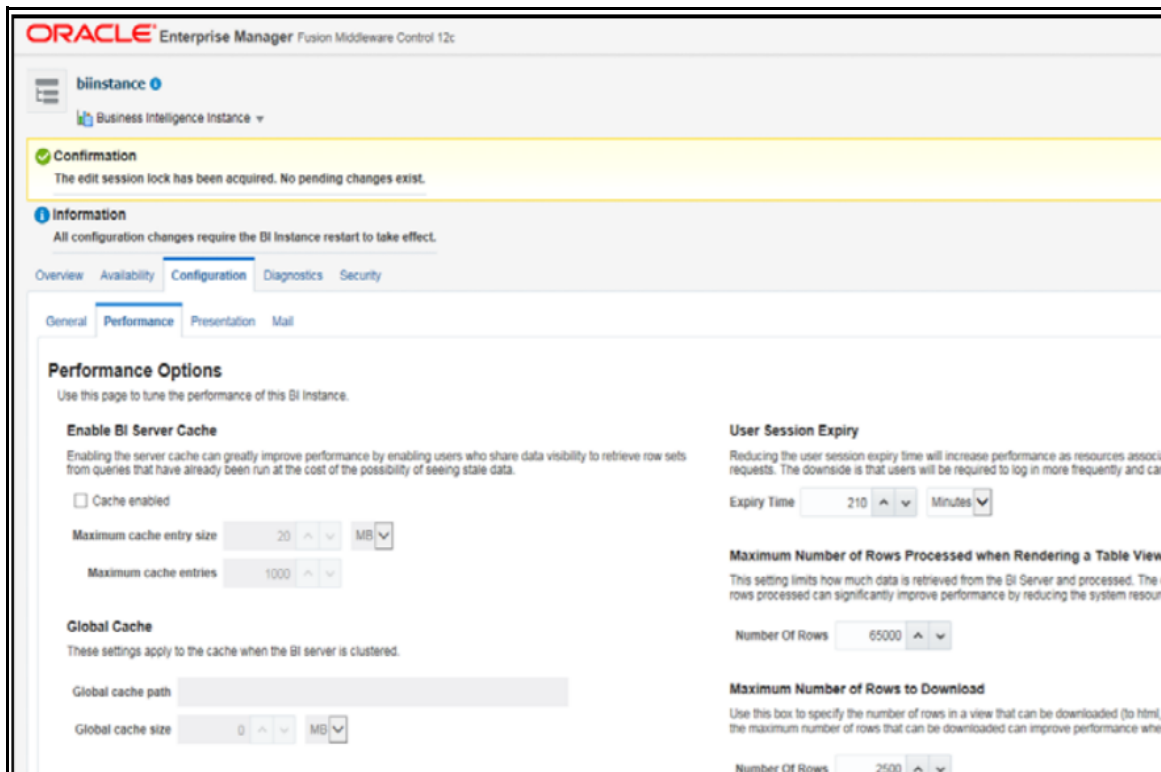 ORACLE Enterprise Manager Fusion Middleware Control 12c
biinstance
Business Intelligence Instance
Confirmation
The edit session lock has been acquired. No pending changes exist.
Information
All configuration changes require the BI Instance restart to take effect.
Overview Availability Configuration Diagnostics Security
General Performance Presentation Mail
Performance Options
Use this page to tune the performance of this BI Instance.
Enable BI Server Cache
Enabling the server cache can greatly improve performance by enabling users who share data visibility to retrieve row sets
from queries that have already been run at the cost of the possibility of seeing stale data.
Cache enabled
Maximum cache entry size 20 MB
Maximum cache entries 1000
Global Cache
These settings apply to the cache when the BI server is clustered.
Global cache path
Global cache size 0 MB
User Session Expiry
Reducing the user session expiry time will increase performance as resources associ
requests. The downside is that users will be required to log in more frequently and ca
Expiry Time 210 Minutes
Maximum Number of Rows Processed when Rendering a Table View
This setting limits how much data is retrieved from the BI Server and processed. The
rows processed can significantly improve performance by reducing the system resour
Number Of Rows 65000
Maximum Number of Rows to Download
Use this box to specify the number of rows in a view that can be downloaded (to html,
the maximum number of rows that can be downloaded can improve performance whe
Number Of Rows 2500